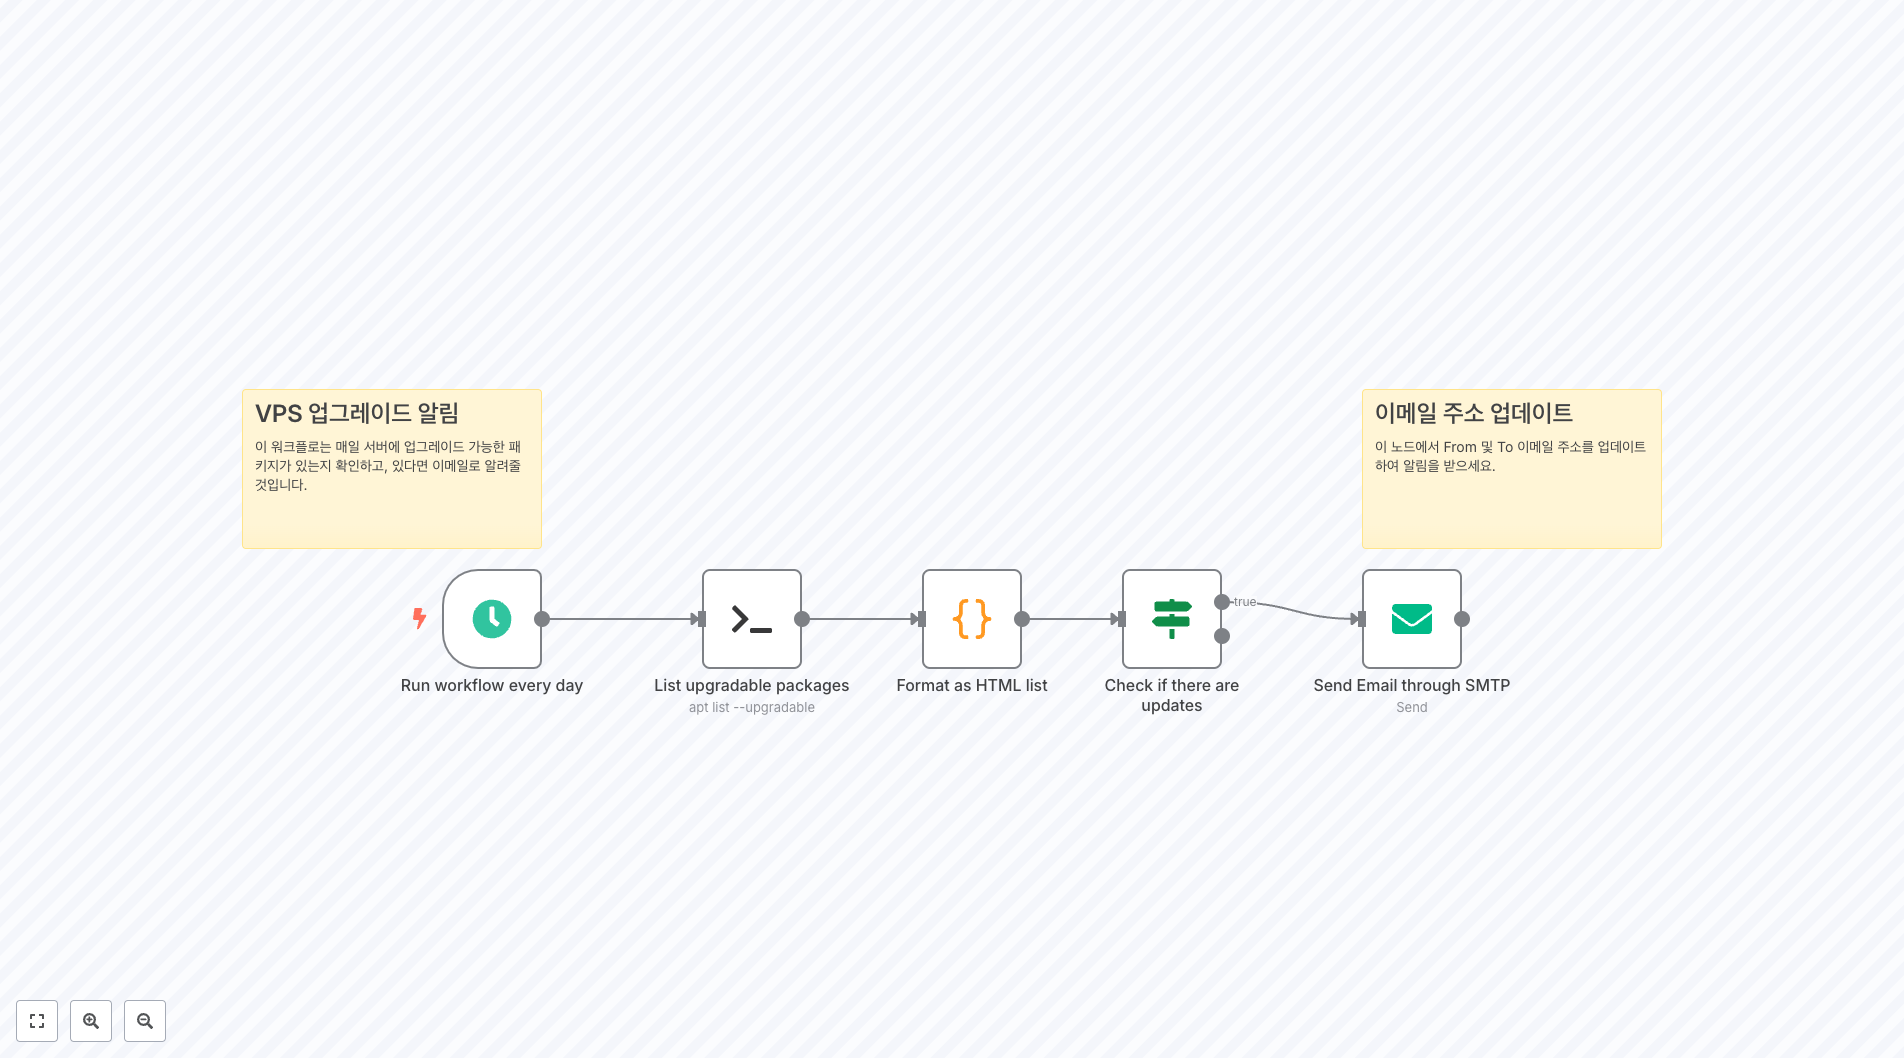 VPS 업그레이드 알림
이 워크플로는 매일 서버에 업그레이드 가능한 패
키지가 있는지 확인하고, 있다면 이메일로 알려줄
것입니다.
이메일 주소 업데이트
이 노드에서 From 및 To 이메일 주소를 업데이트
하여 알림을 받으세요.
true
Run workflow every day
List upgradable packages
apt list --upgradable
Format as HTML list
Check if there are
updates
Send Email through SMTP
Send